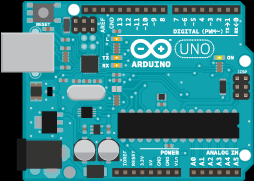 RESET
AREF
GND
13
12
~11
~10
~9
8
7
~6
~5
4
~3
2
TX→1
RX←0
DIGITAL (PWM~)
L
TX
RX
UNO
ON
ARDUINO
ICSP
POWER
ANALOG IN
IOREF
RESET
3.3V
5V
GND
GND
Vin
A0
A1
A2
A3
A4
A5